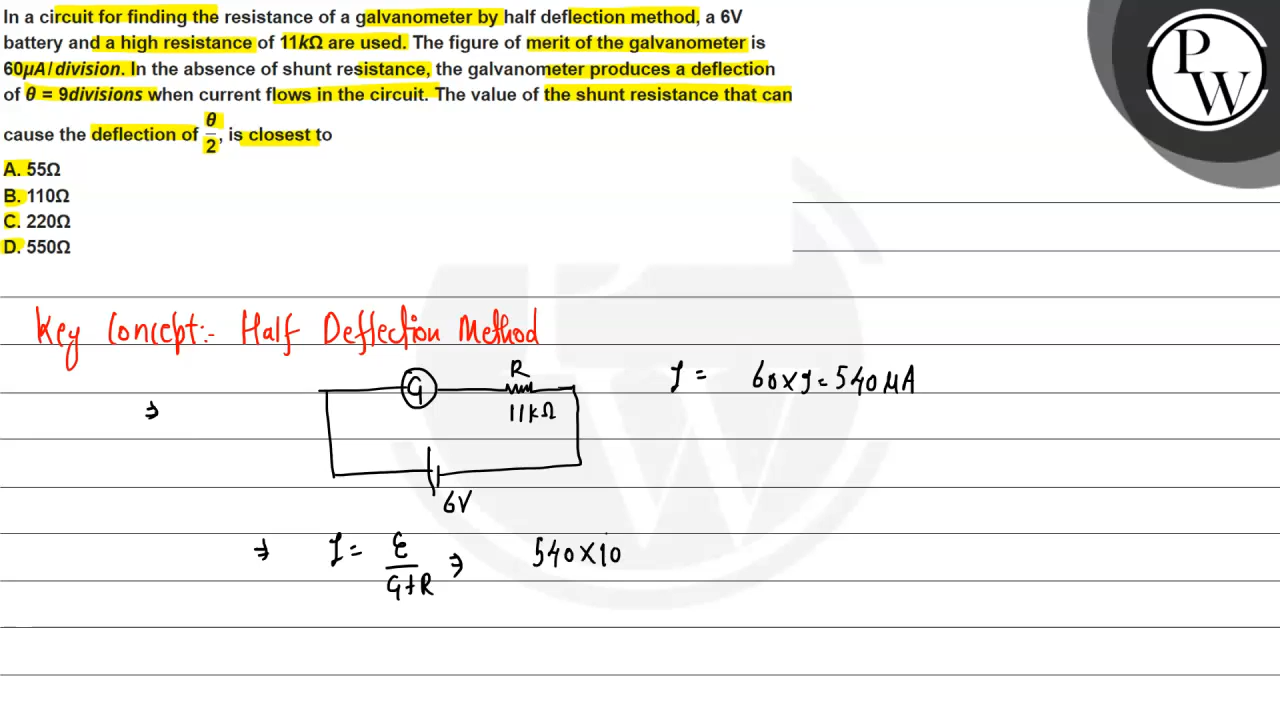 In a circuit for finding the resistance of a galvanometer by half deflection method, a 6V
battery and a high resistance of 11kΩ are used. The figure of merit of the galvanometer is
60μA/division. In the absence of shunt resistance, the galvanometer produces a deflection
of θ = 9divisions when current flows in the circuit. The value of the shunt resistance that can
cause the deflection of θ/2, is closest to
A. 55Ω
B. 110Ω
C. 220Ω
D. 550Ω
PW
Key Concept:- Half Deflection Method
G R 11kΩ
I = 60×9=540μA
⇒
6V
⇒ I = ε/(G+R) ⇒ 540×10